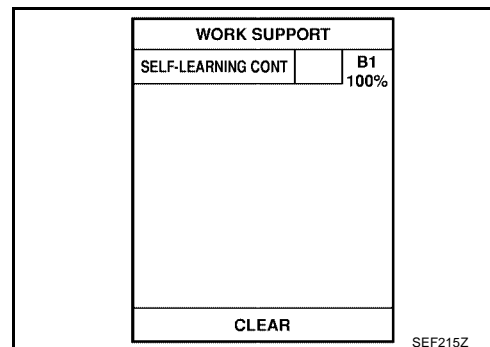 WORK SUPPORT
SELF-LEARNING CONT B1
100%
CLEAR
SEF215Z